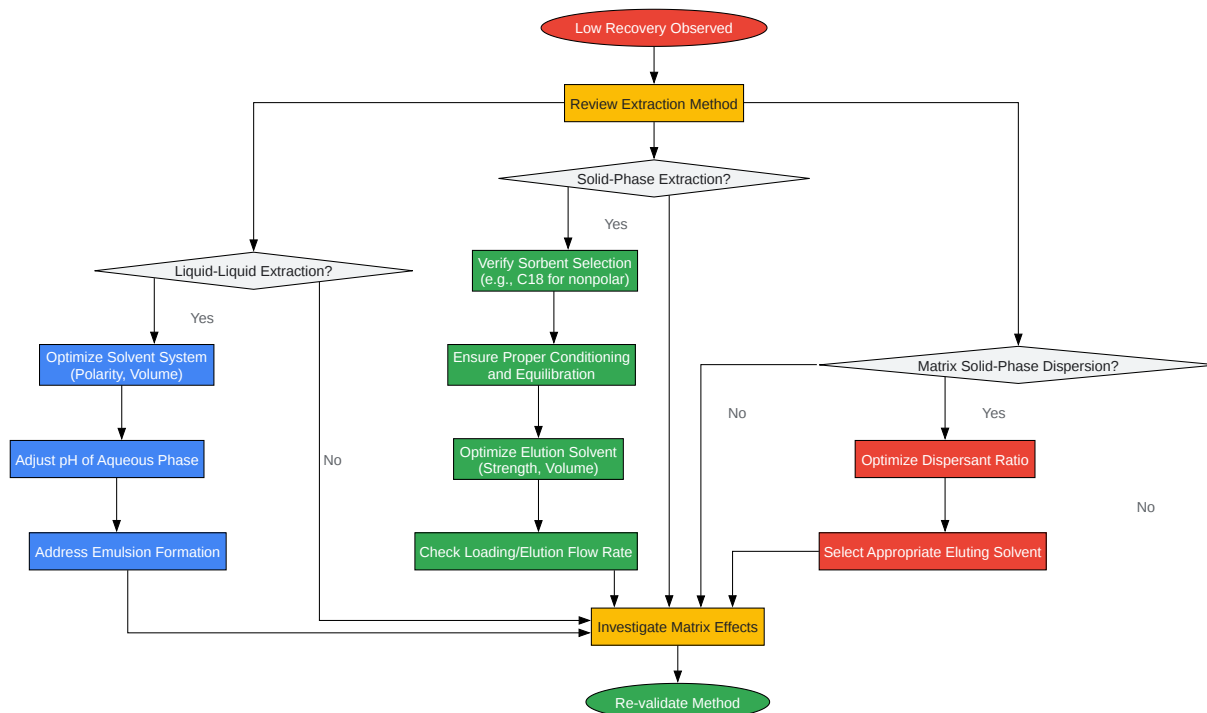 Low Recovery Observed
Review Extraction Method
Solid-Phase Extraction?
Yes
Verify Sorbent Selection
(e.g., C18 for nonpolar)
Liquid-Liquid Extraction?
Yes
Optimize Solvent System
(Polarity, Volume)
Ensure Proper Conditioning
and Equilibration
Matrix Solid-Phase Dispersion?
No
Yes
Adjust pH of Aqueous Phase
No
Optimize Elution Solvent
(Strength, Volume)
Optimize Dispersant Ratio
No
Address Emulsion Formation
Check Loading/Elution Flow Rate
Select Appropriate Eluting Solvent
Investigate Matrix Effects
Re-validate Method